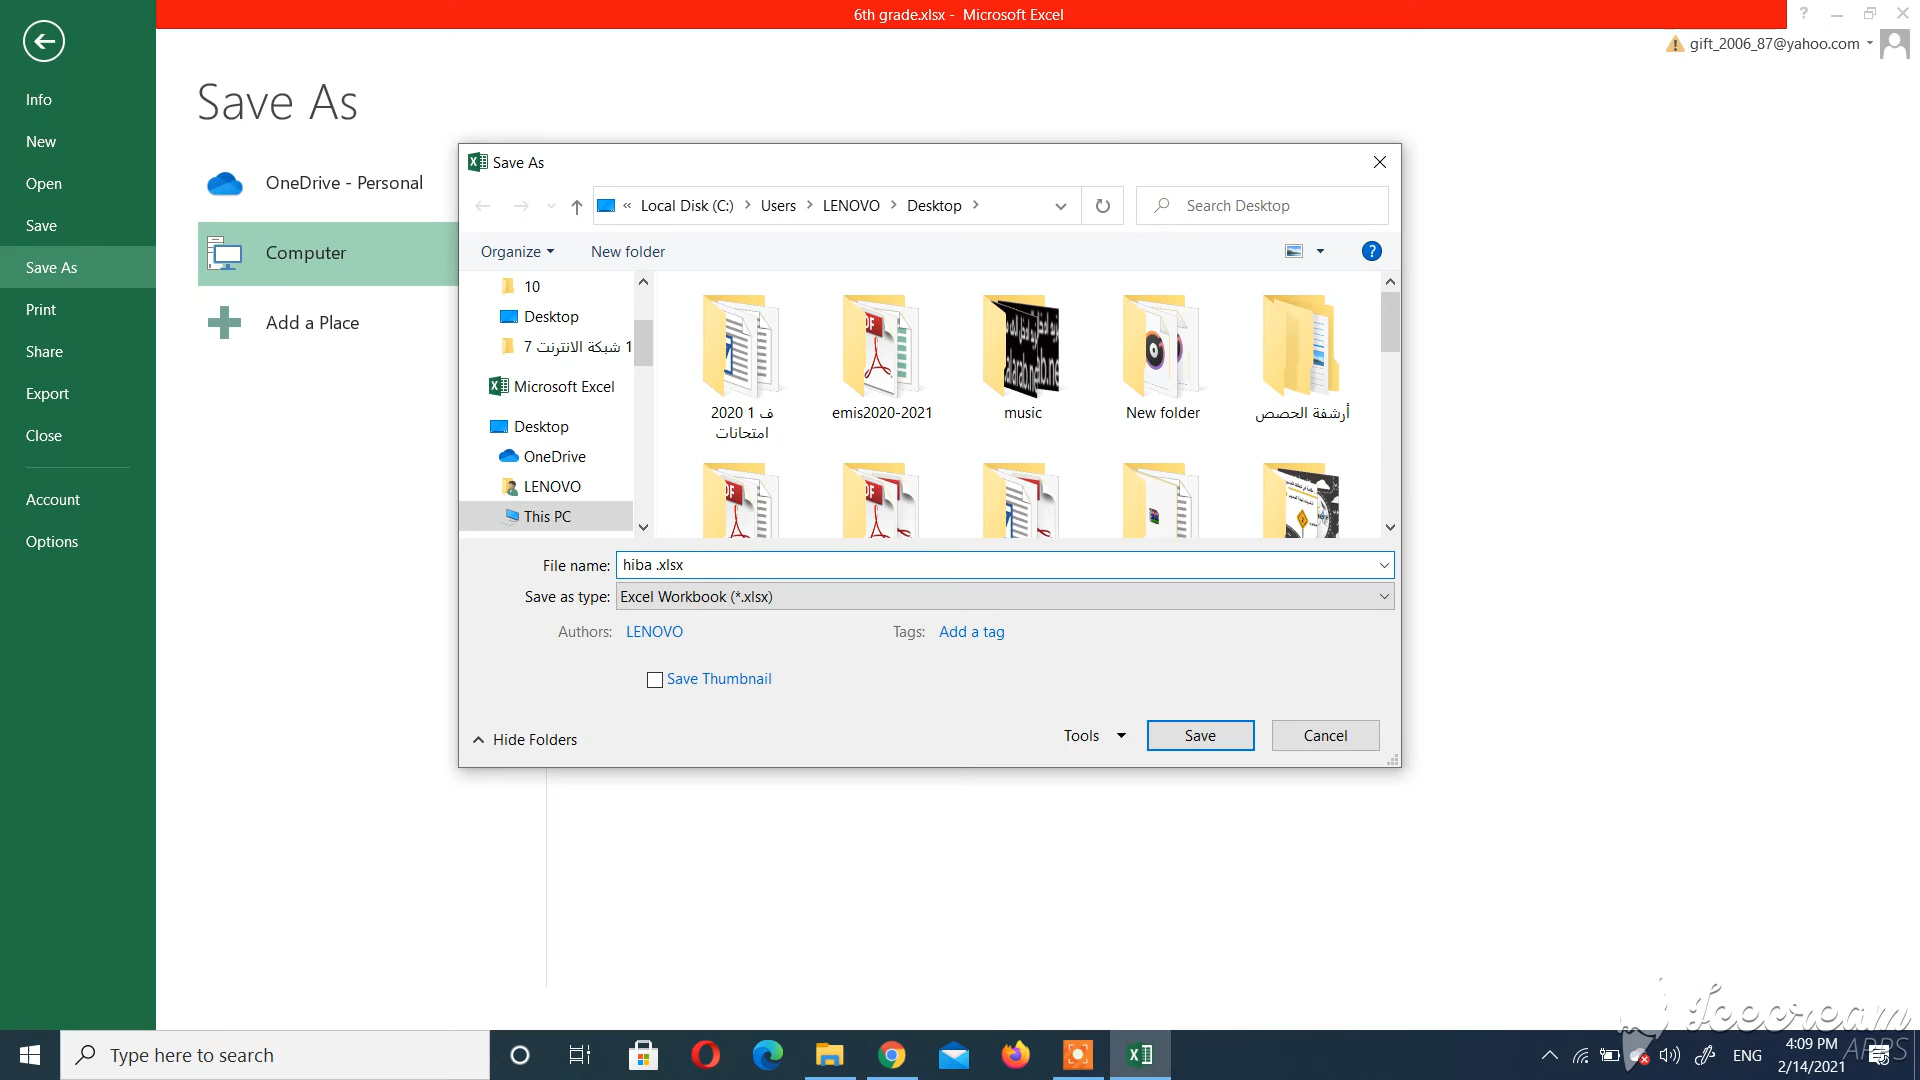 6th grade.xlsx - Microsoft Excel
gift_2006_87@yahoo.com
Info
New
Open
Save
Save As
Print
Share
Export
Close
Account
Options
Save As
OneDrive - Personal
Computer
Add a Place
Save As
Local Disk (C:) > Users > LENOVO > Desktop >
Search Desktop
Organize
New folder
10
Desktop
1 شبكة الانترنت 7
Microsoft Excel
Desktop
OneDrive
LENOVO
This PC
ف 1 2020
امتحانات
emis2020-2021
music
New folder
أرشفة الحصص
File name: hiba .xlsx
Save as type: Excel Workbook (*.xlsx)
Authors: LENOVO
Tags: Add a tag
Save Thumbnail
Hide Folders
Tools
Save
Cancel
Type here to search
ENG
4:09 PM
2/14/2021
Icecream
APPS